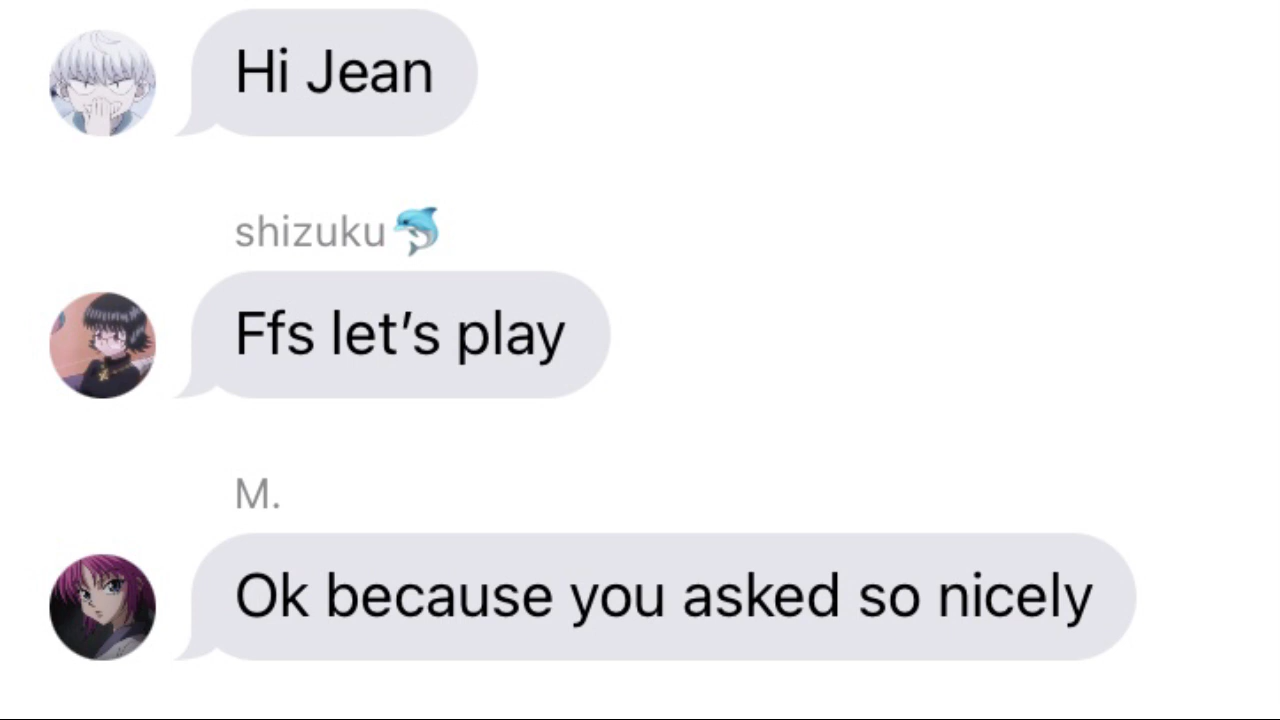 Hi Jean
shizuku🐬
Ffs let’s play
M.
Ok because you asked so nicely